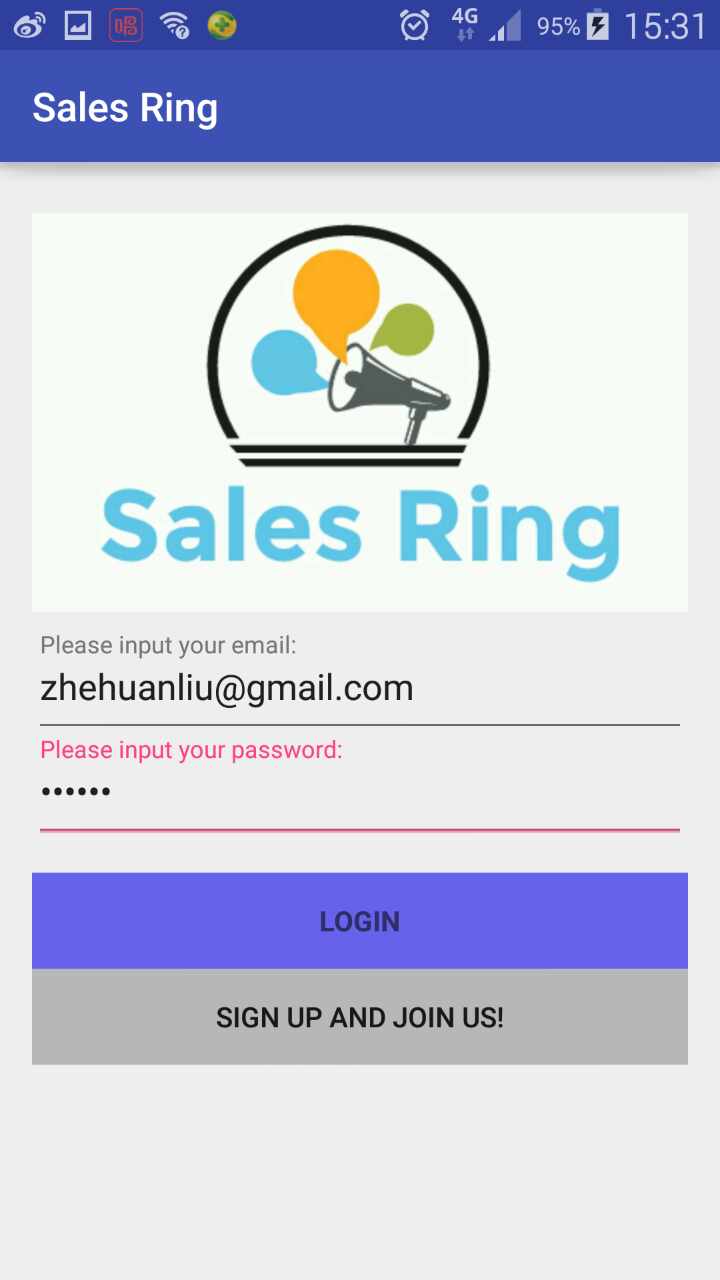 4G 95% 15:31
Sales Ring
Sales Ring
Please input your email:
zhehuanliu@gmail.com
Please input your password:
••••••
LOGIN
SIGN UP AND JOIN US!